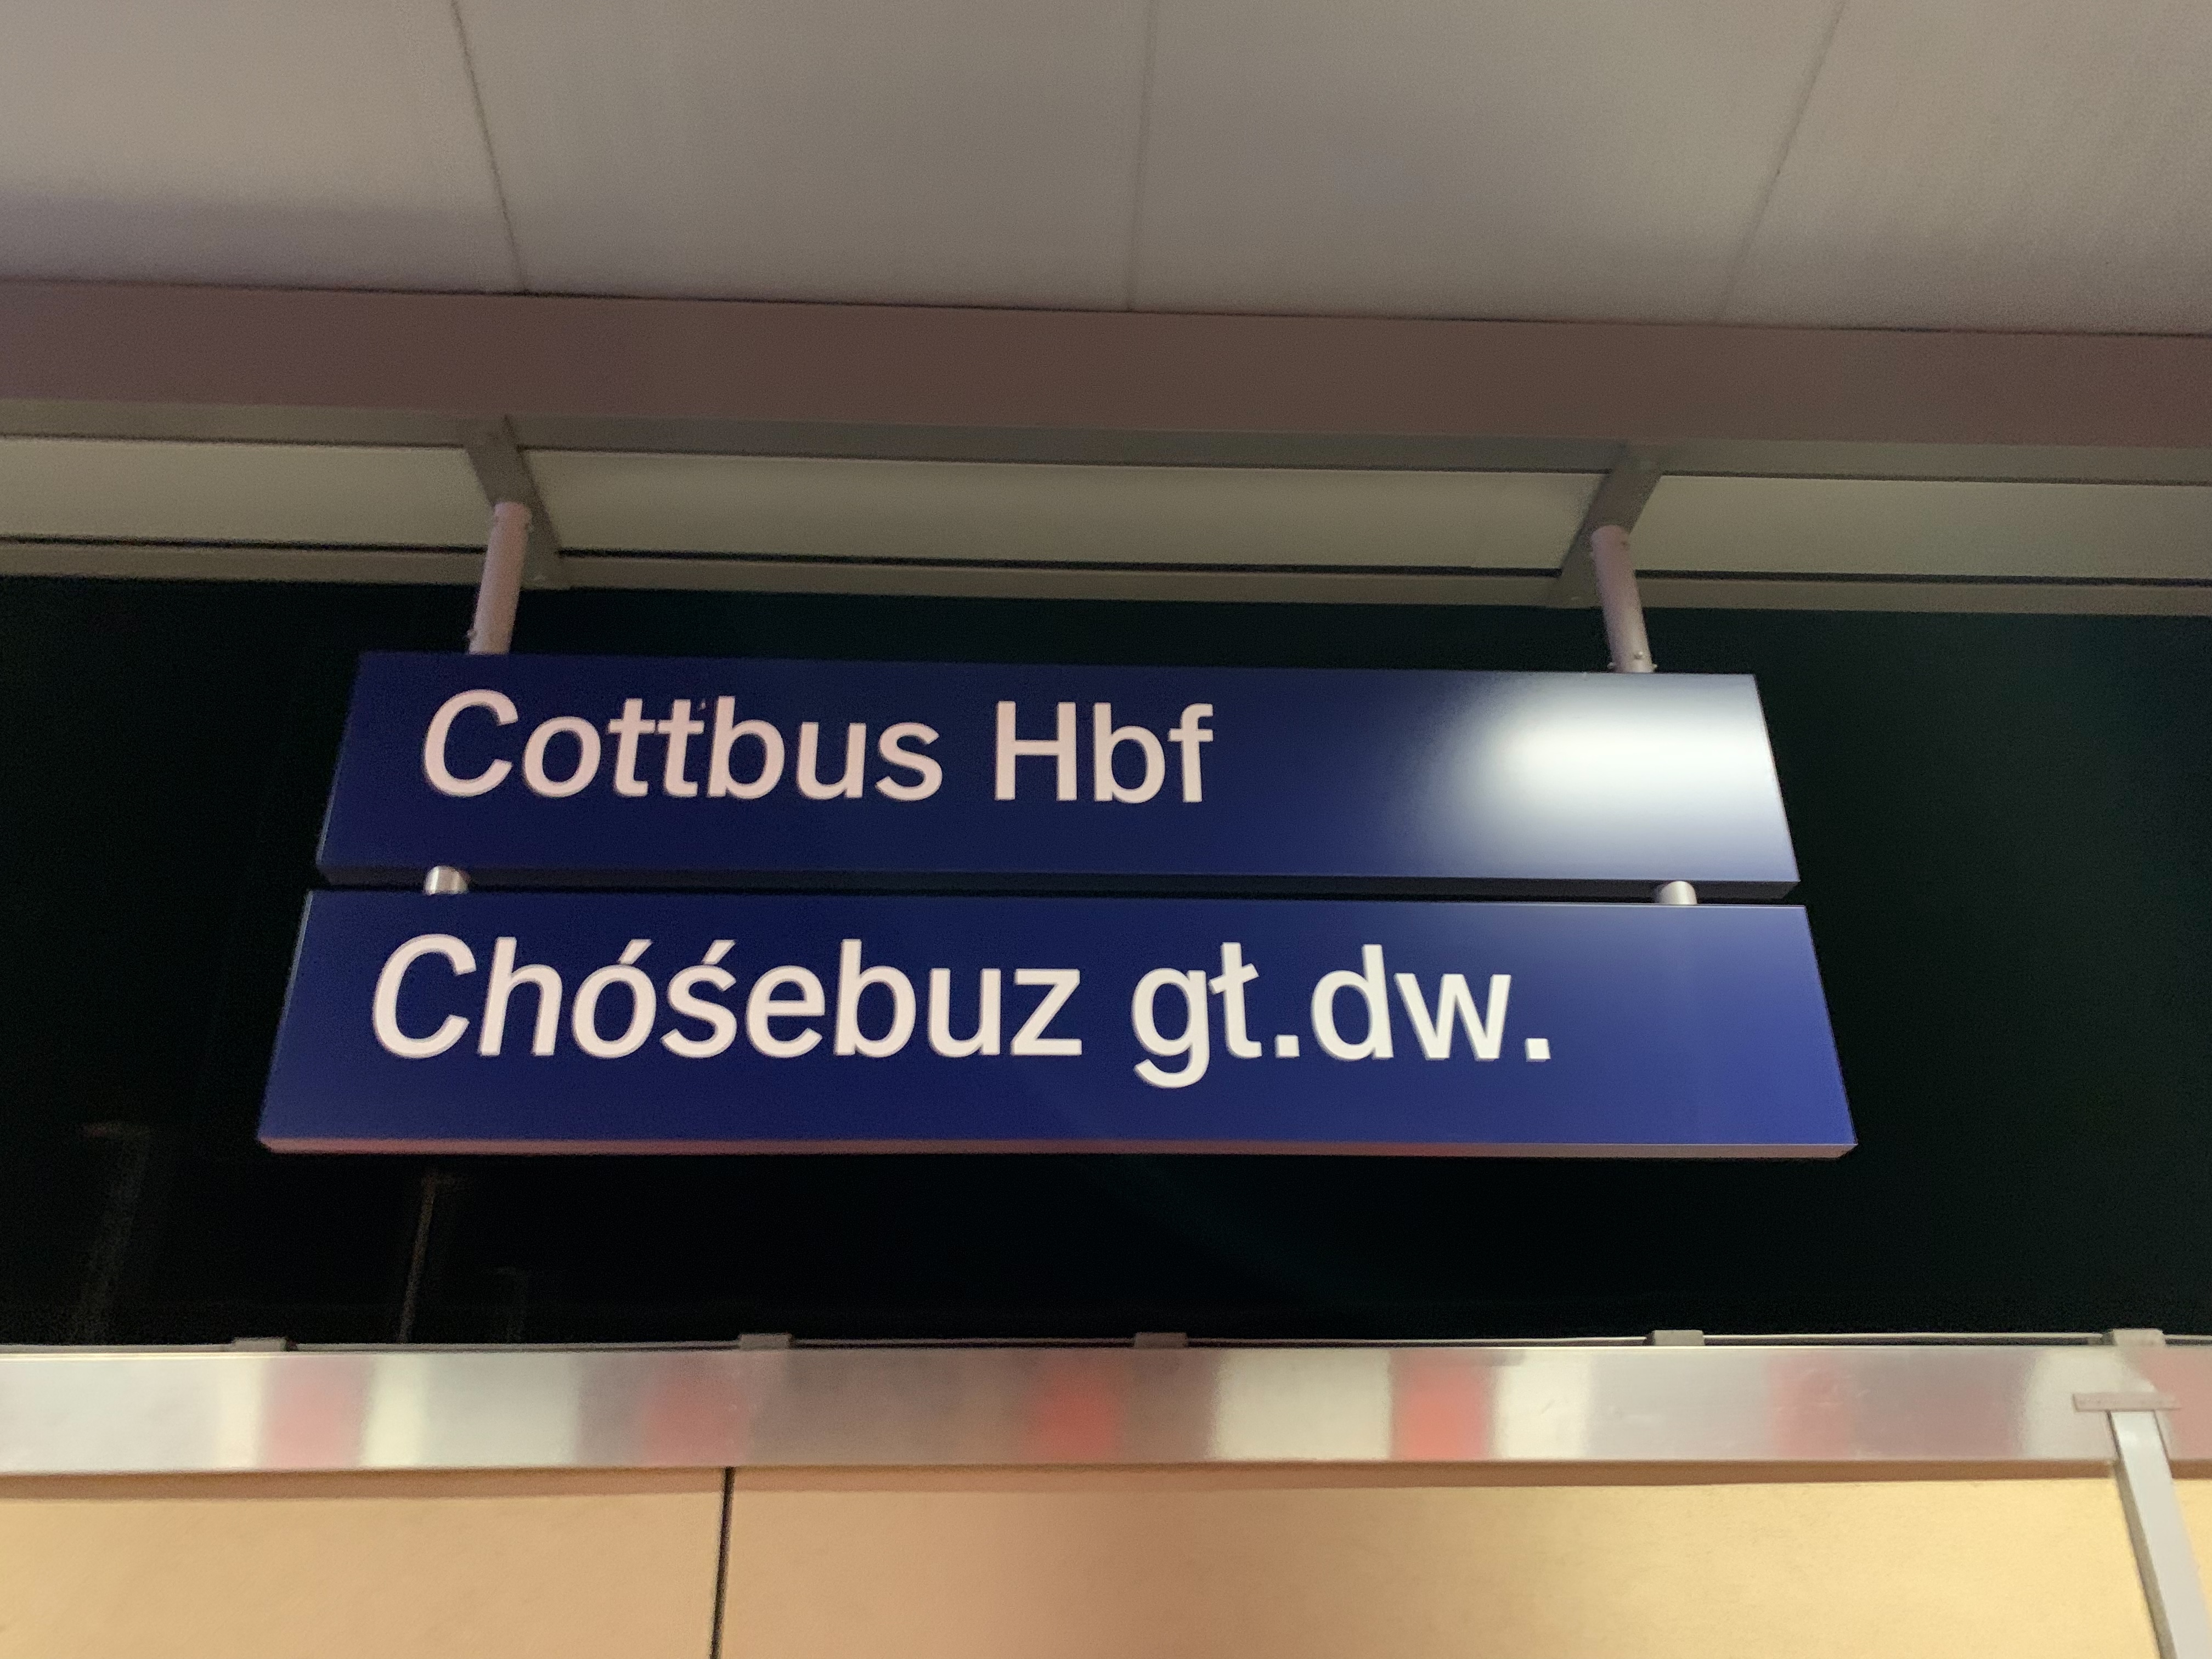 Cottbus Hbf
Chóśebuz gł.dw.